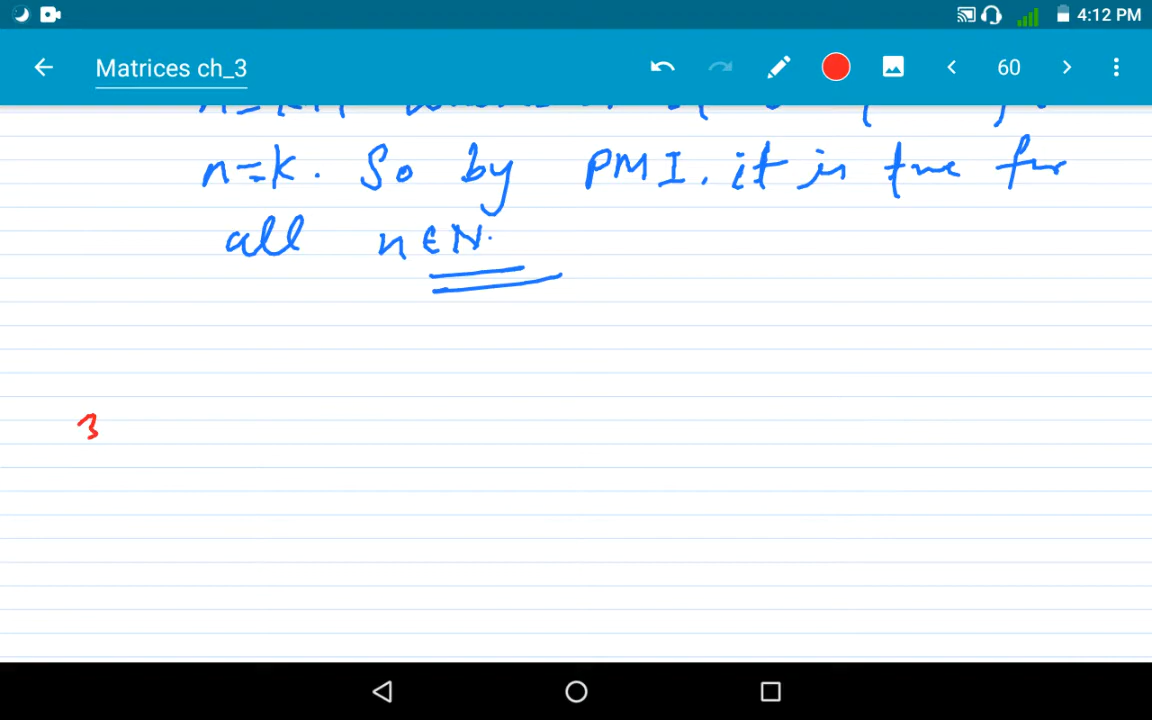 4:12 PM
Matrices ch_3
60
n=k. So by PMI, it is true for
all n∈N.
3